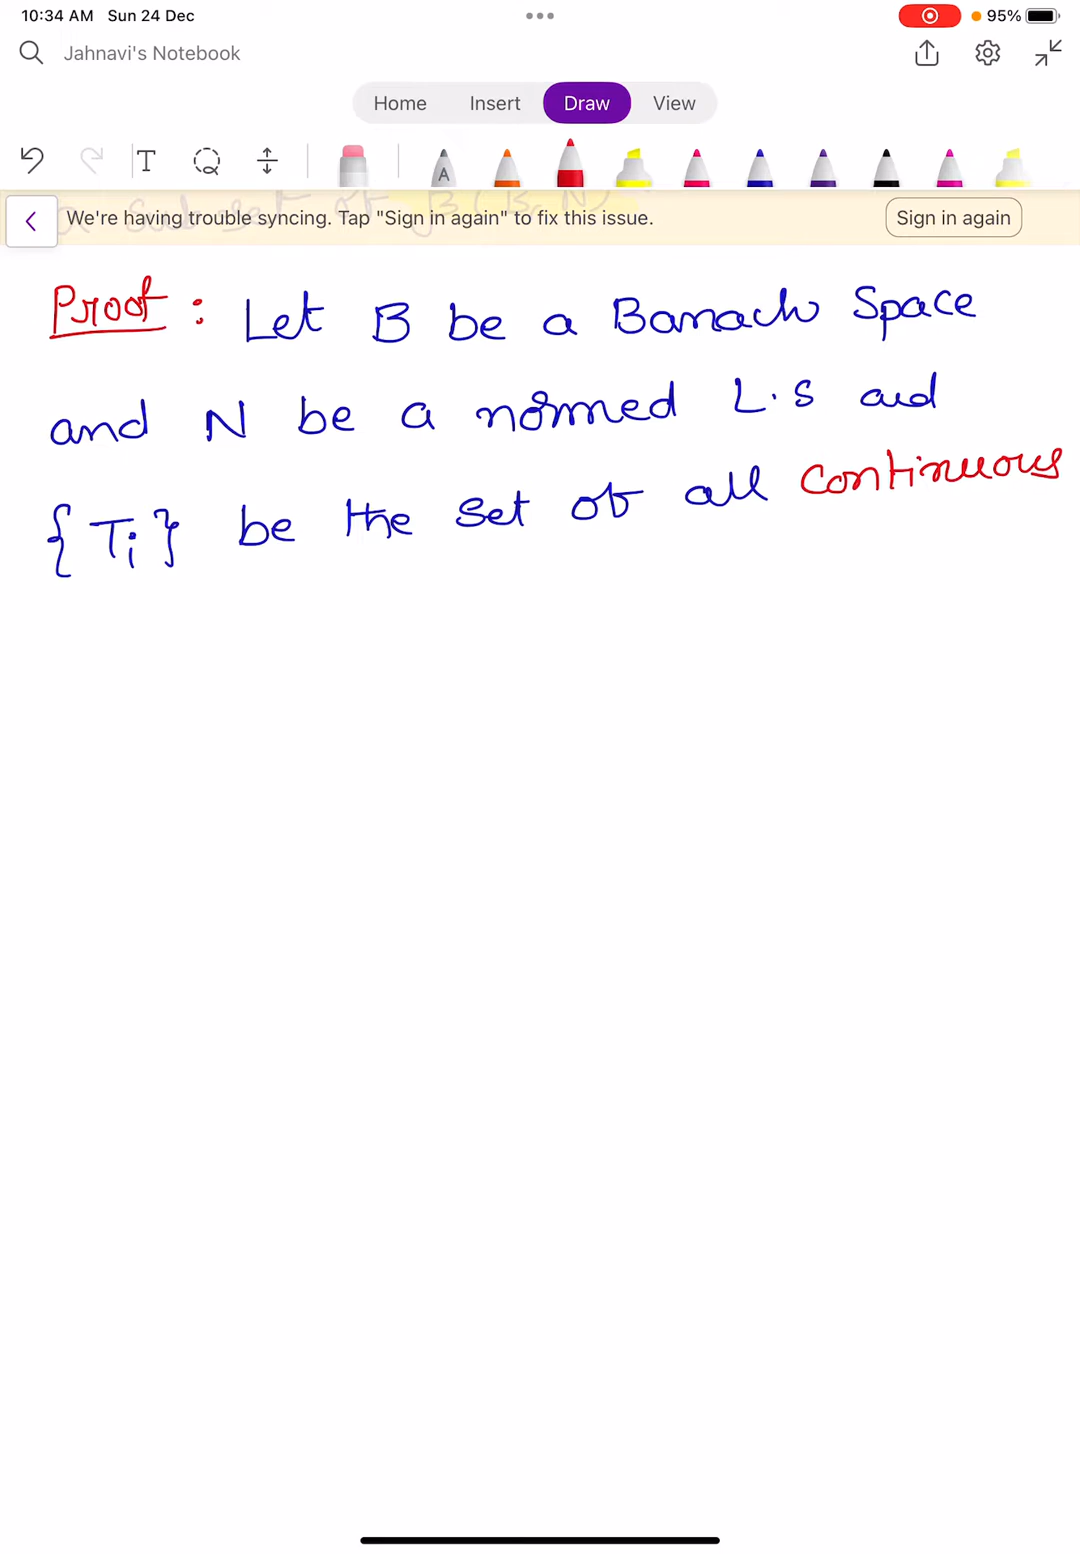 10:34 AM Sun 24 Dec 95%
Jahnavi's Notebook
Home Insert Draw View
T A
a subset of B(B, N)
We're having trouble syncing. Tap "Sign in again" to fix this issue. Sign in again
Proof : Let B be a Banach Space
and N be a normed L.S and
{Ti} be the set of all continuous